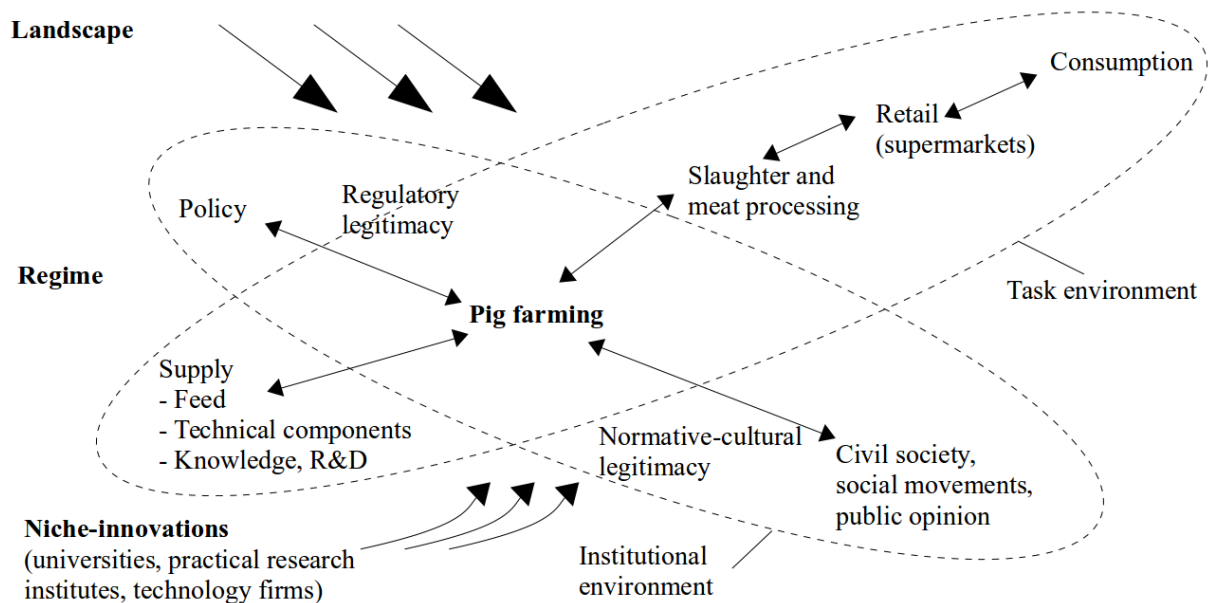 Landscape
Consumption
Retail
(supermarkets)
Slaughter and
meat processing
Regulatory
legitimacy
Policy
Regime
Task environment
Pig farming
Supply
- Feed
- Technical components
- Knowledge, R&D
Normative-cultural
legitimacy
Civil society,
social movements,
public opinion
Niche-innovations
(universities, practical research
institutes, technology firms)
Institutional
environment